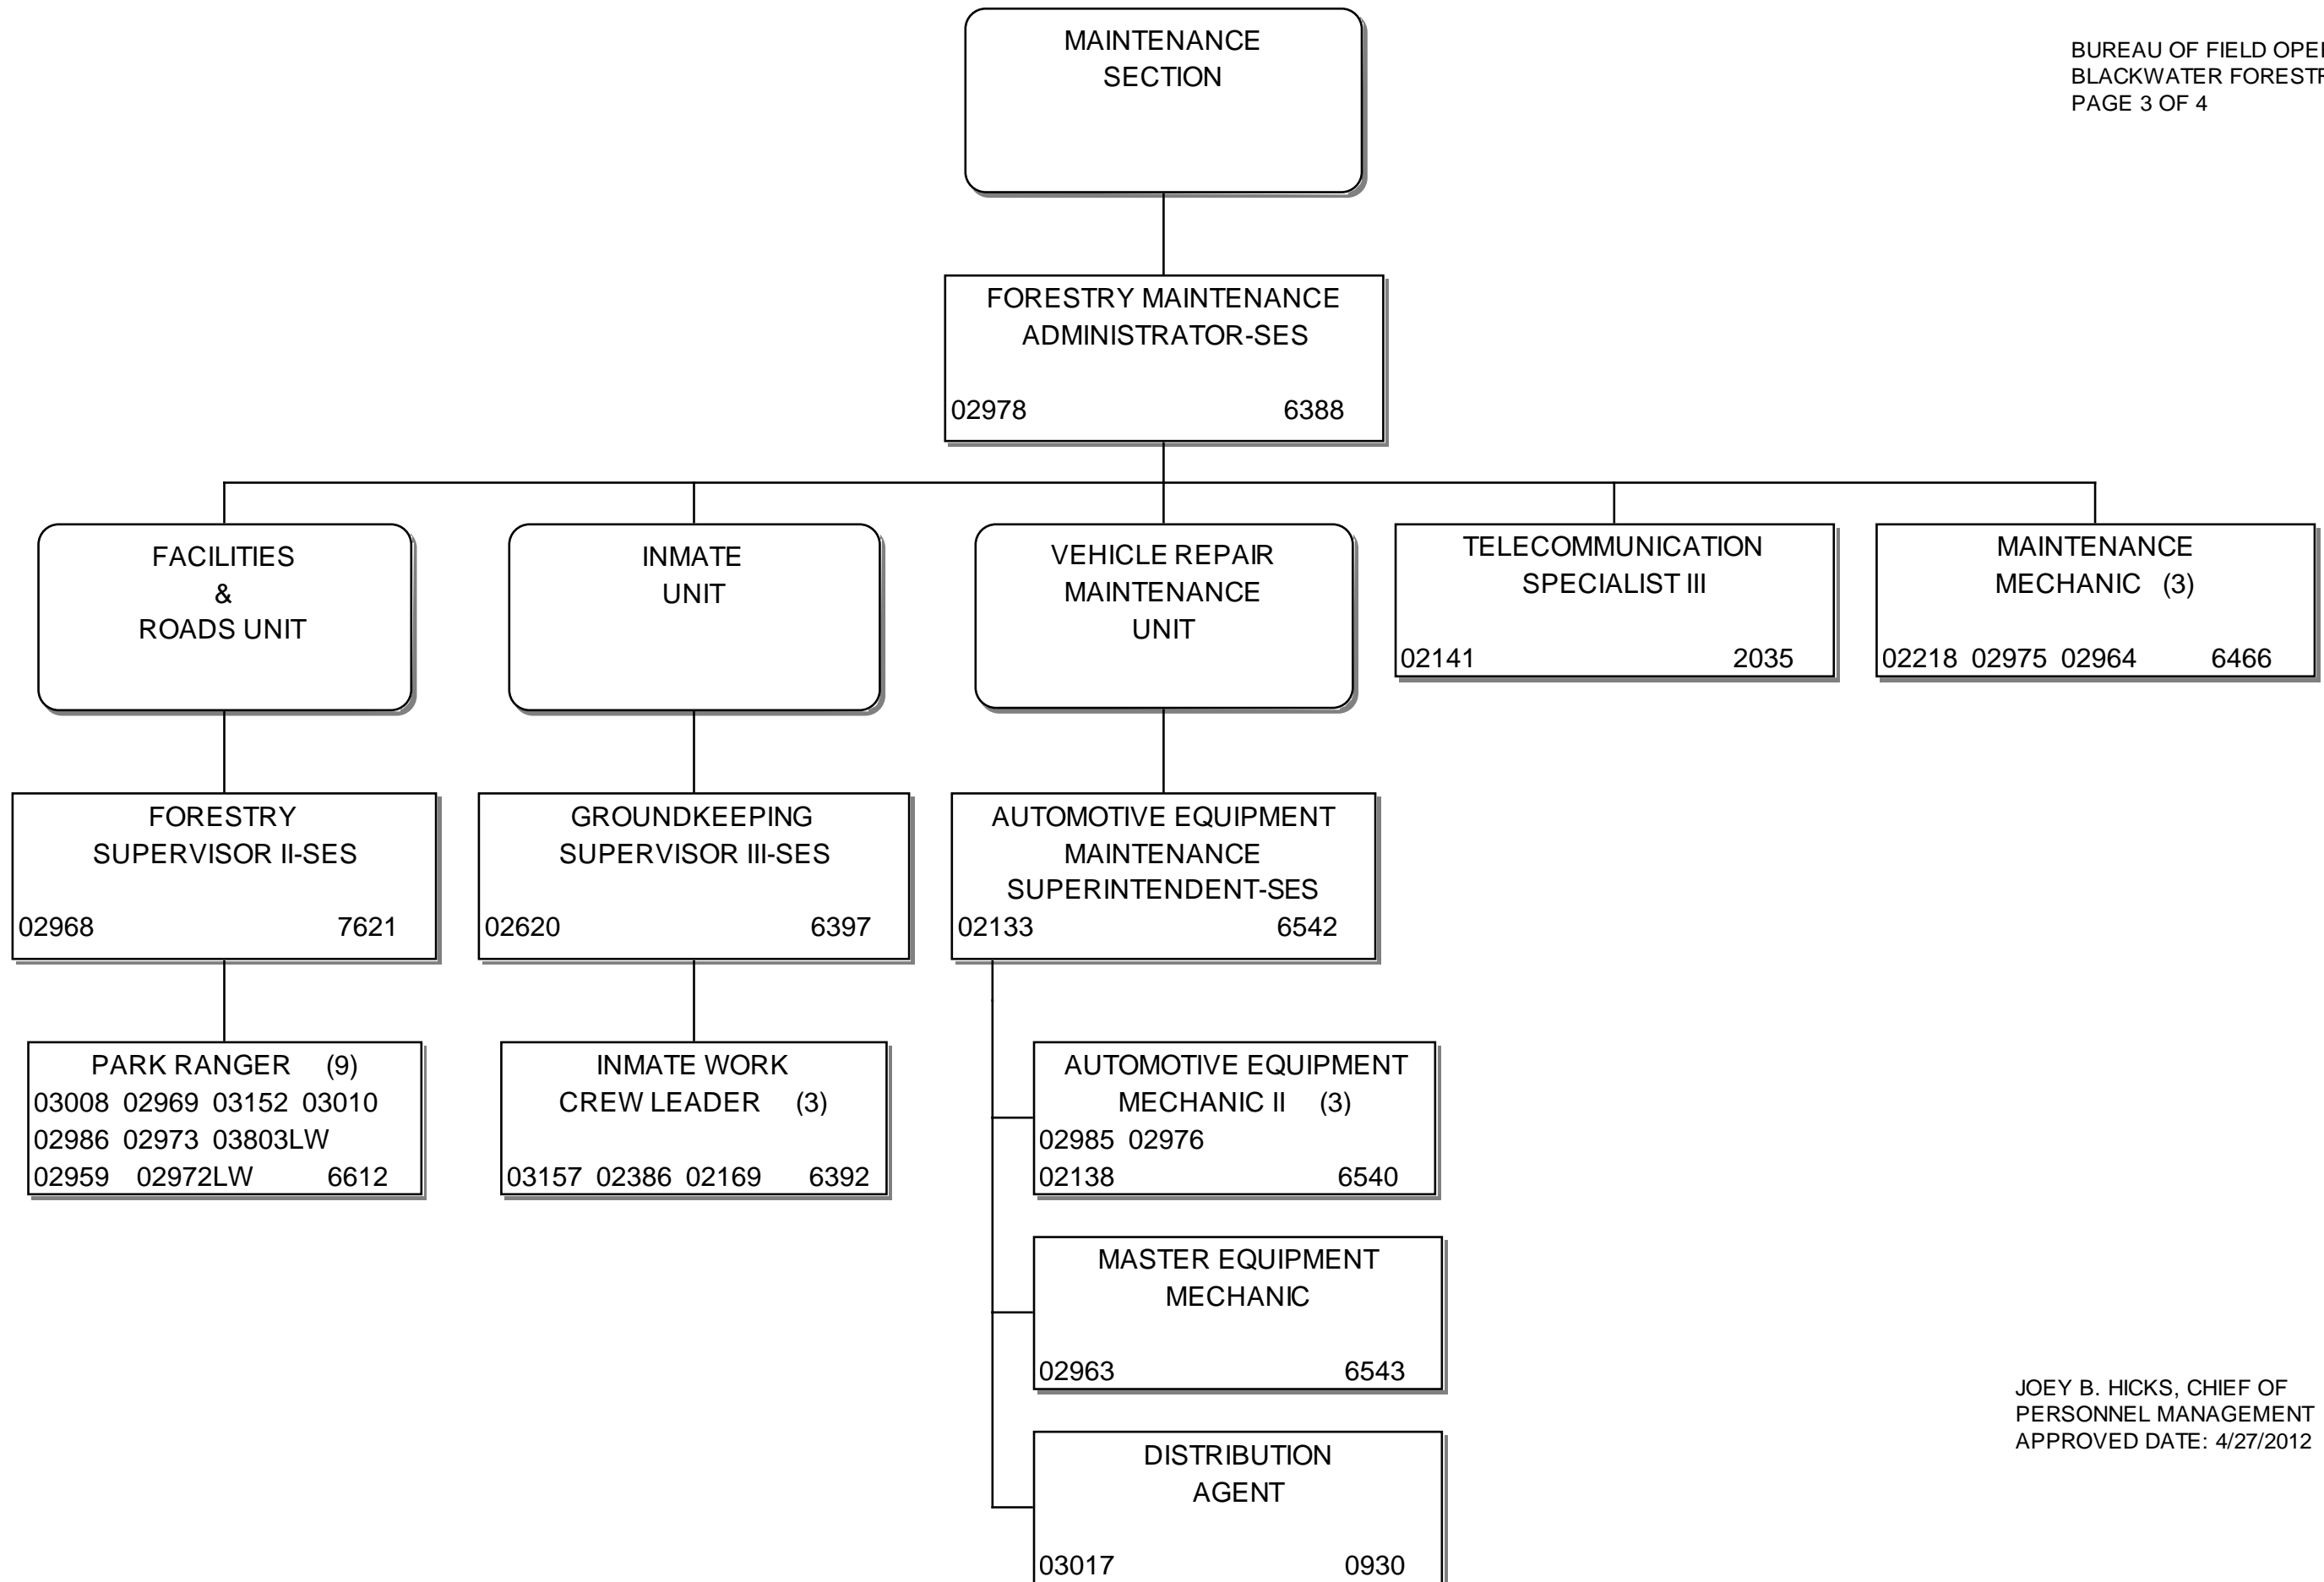 MAINTENANCE
SECTION
BUREAU OF FIELD
BLACKWATER
PAGE 3 OF 4
FORESTRY MAINTENANCE
ADMINISTRATOR-SES
02978 6388
FACILITIES
&
ROADS UNIT
INMATE
UNIT
VEHICLE REPAIR
MAINTENANCE
UNIT
TELECOMMUNICATION
SPECIALIST III
02141 2035
MAINTENANCE
MECHANIC (3)
02218 02975 02964 6466
FORESTRY
SUPERVISOR II-SES
02968 7621
GROUNDKEEPING
SUPERVISOR III-SES
02620 6397
AUTOMOTIVE EQUIPMENT
MAINTENANCE
SUPERINTENDENT-SES
02133 6542
PARK RANGER (9)
03008 02969 03152 03010
02986 02973 03803LW
02959 02972LW 6612
INMATE WORK
CREW LEADER (3)
03157 02386 02169 6392
AUTOMOTIVE EQUIPMENT
MECHANIC II (3)
02985 02976
02138 6540
MASTER EQUIPMENT
MECHANIC
02963 6543
DISTRIBUTION
AGENT
03017 0930
JOEY B. HICKS, CHIEF OF
PERSONNEL MANAGEMENT
APPROVED DATE: 4/27/2012